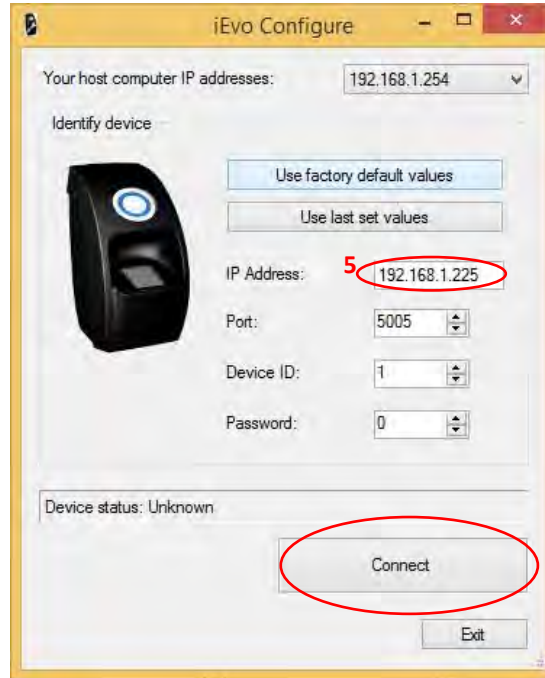 iEvo Configure
Your host computer IP addresses: 192.168.1.254
Identify device
Use factory default values
Use last set values
5
IP Address: 192.168.1.225
Port: 5005
Device ID: 1
Password: 0
Device status: Unknown
Connect
Exit